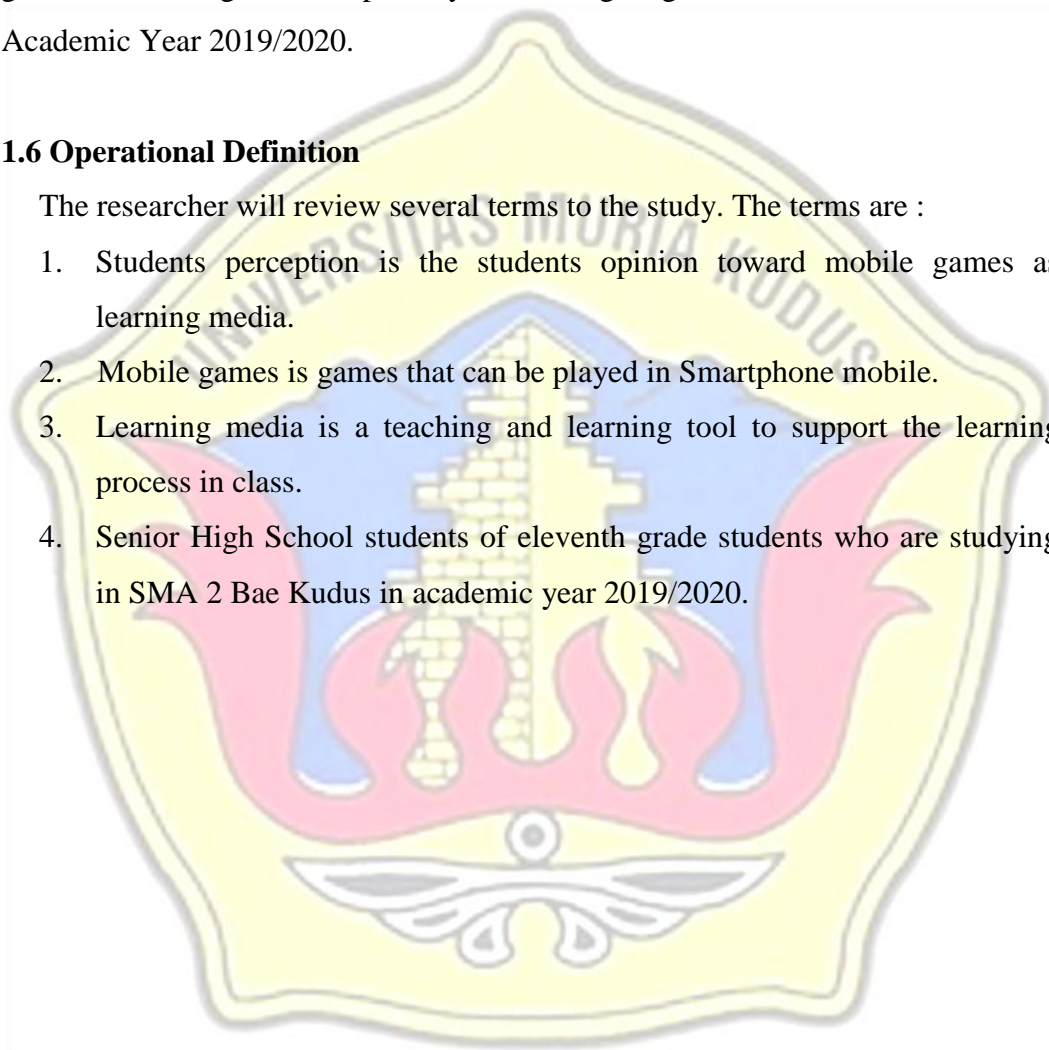 Academic Year 2019/2020.
1.6 Operational Definition
The researcher will review several terms to the study. The terms are :
1. Students perception is the students opinion toward mobile games as
learning media.
2. Mobile games is games that can be played in Smartphone mobile.
3. Learning media is a teaching and learning tool to support the learning
process in class.
4. Senior High School students of eleventh grade students who are studying
in SMA 2 Bae Kudus in academic year 2019/2020.
UNIVERSITAS MURIA KUDUS